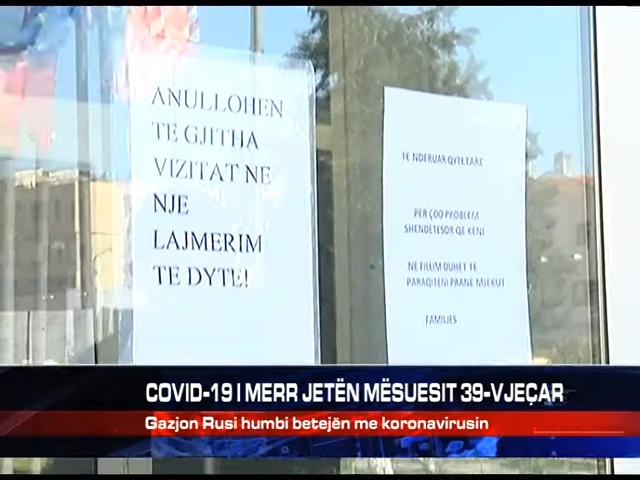 ANULLOHEN
TE GJITHA
VIZITAT NE
NJE
LAJMERIM
TE DYTE!
TE NDERUAR QYTETARE
PER ÇDO PROBLEM
SHENDETESOR QE KENI
NE FILLIM DUHET TE
PARAQITENI PRANE MJEKUT
FAMILJES
COVID-19 I MERR JETËN MËSUESIT 39-VJEÇAR
Gazjon Rusi humbi betejën me koronavirusin